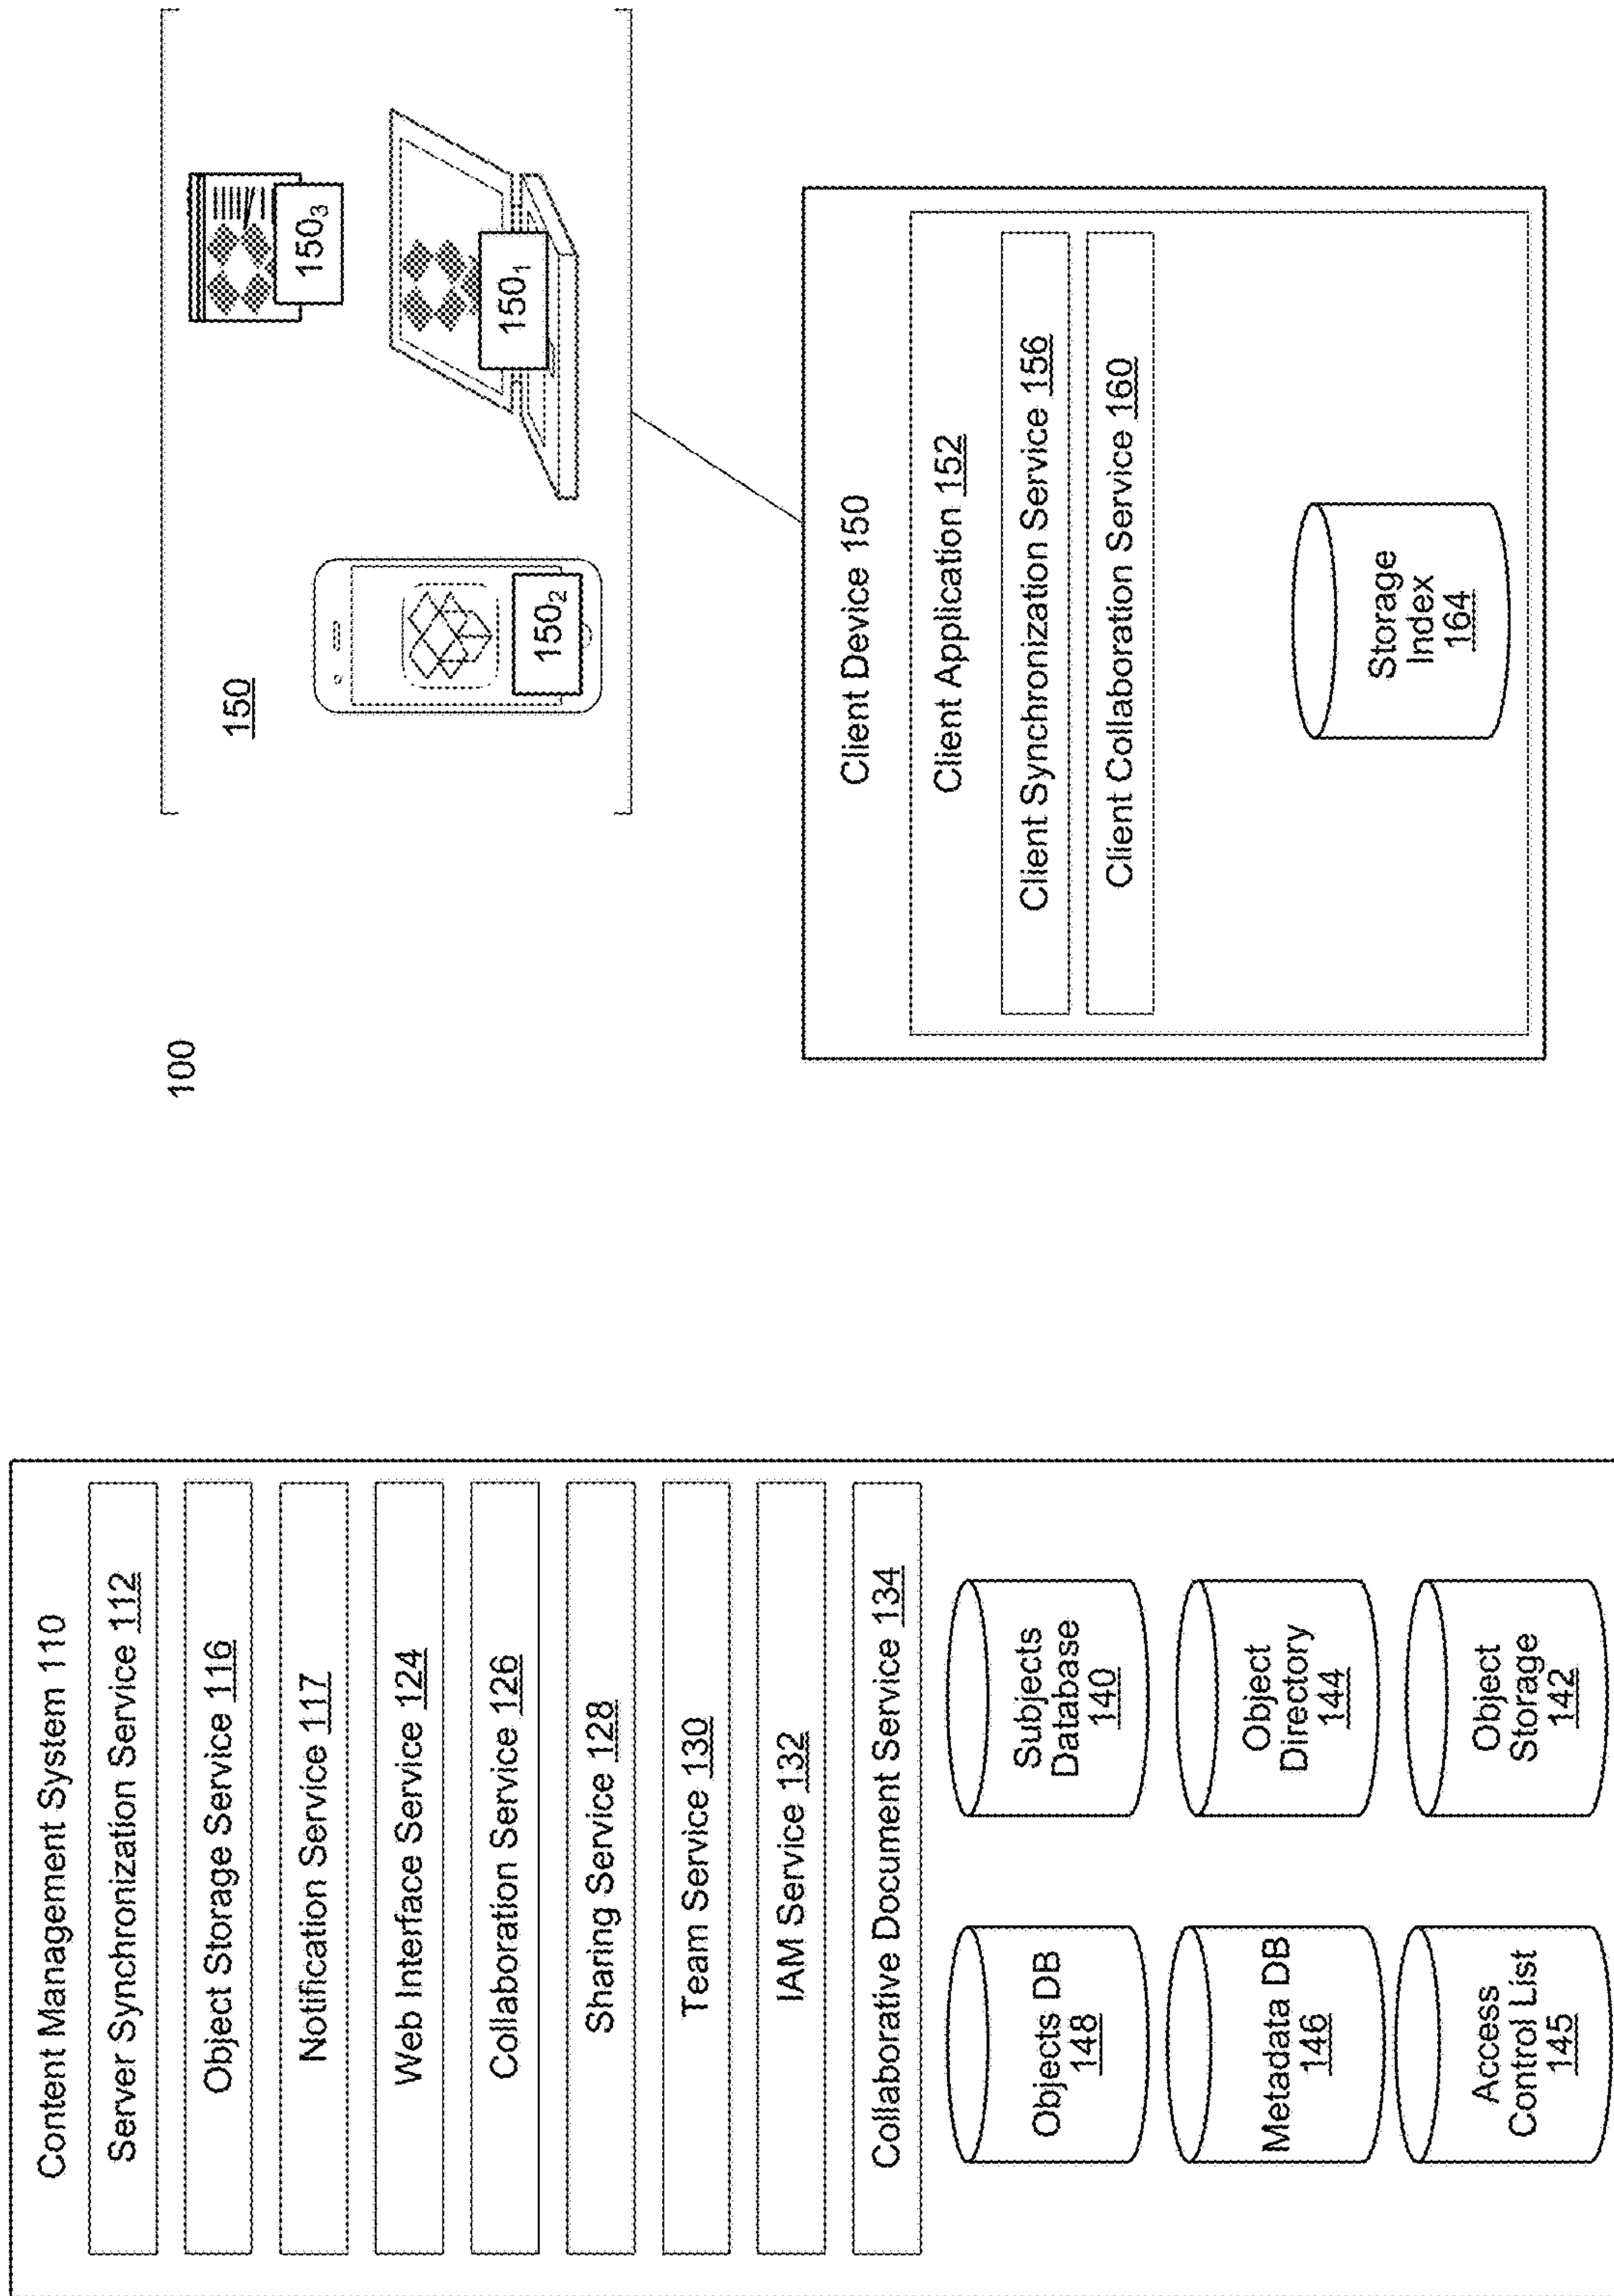 100
Content Management System 110
Server Synchronization Service 112
Object Storage Service 116
Notification Service 117
Web Interface Service 124
Collaboration Service 126
Sharing Service 128
Team Service 130
IAM Service 132
Collaborative Document Service 134
Objects DB
148
Subjects
Database
140
Metadata DB
146
Object
Directory
144
Access
Control List
145
Object
Storage
142
150
150₂
150₁
150₃
Client Device 150
Client Application 152
Client Synchronization Service 156
Client Collaboration Service 160
Storage
Index
164